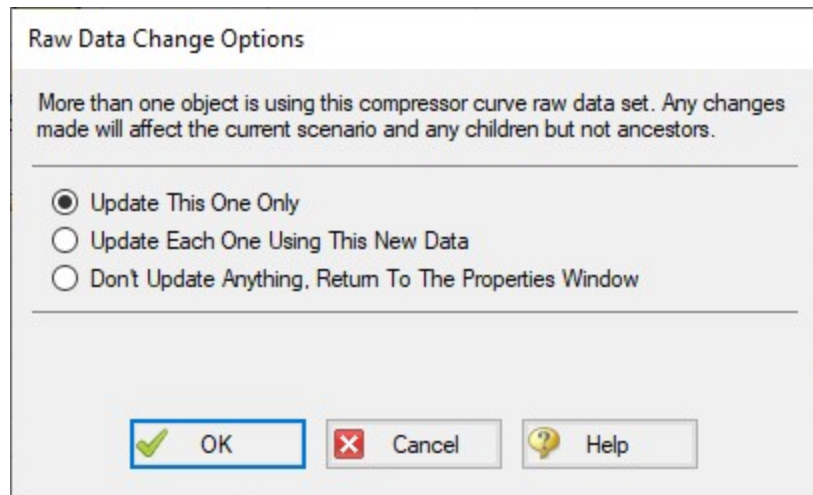 Raw Data Change Options
More than one object is using this compressor curve raw data set. Any changes
made will affect the current scenario and any children but not ancestors.
Update This One Only
Update Each One Using This New Data
Don't Update Anything, Return To The Properties Window
OK Cancel Help